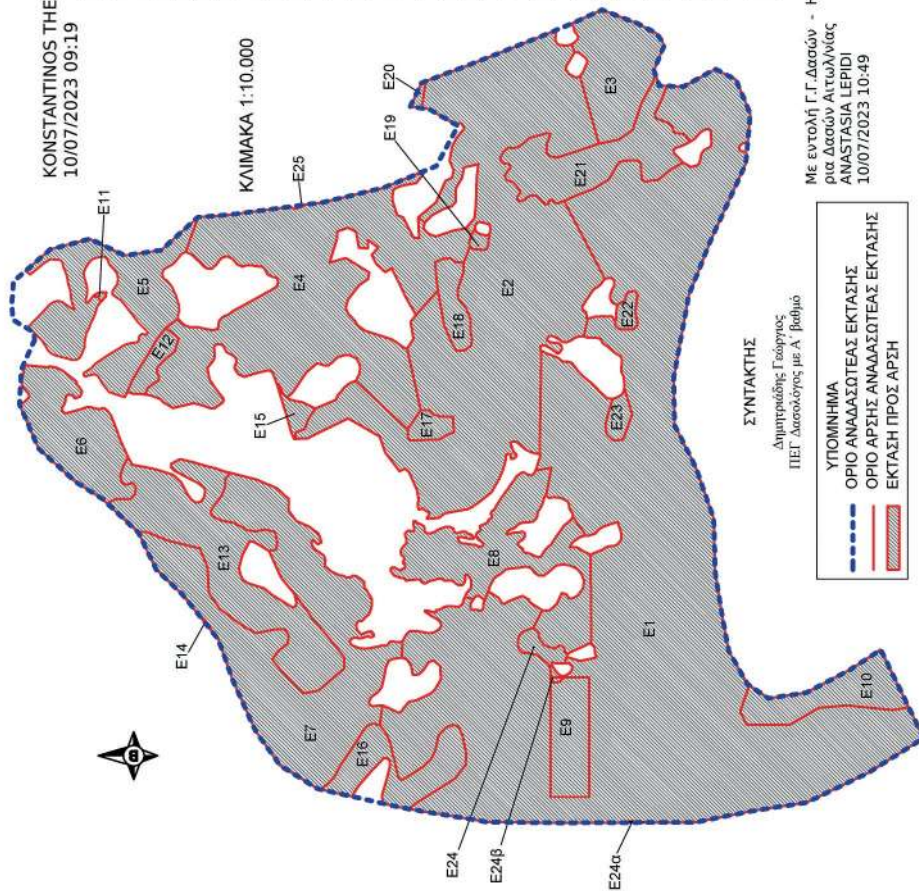 KONSTANTINOS THE
10/07/2023 09:19
ΚΛΙΜΑΚΑ 1:10.000
E11
E25
E20
E19
E5
E12
E6
E4
E3
E21
E15
E2
E18
E17
E22
E23
E13
E14
E8
E7
E16
E1
E24
E24β
E9
E10
E24α
B
ΣΥΝΤΑΚΤΗΣ
Δημητριάδης Γεώργιος
ΠΕΓ Δασολόγος με Α΄ βαθμό
ΥΠΟΜΝΗΜΑ
ΟΡΙΟ ΑΝΑΔΑΣΩΤΕΑΣ ΕΚΤΑΣΗΣ
ΟΡΙΟ ΑΡΣΗΣ ΑΝΑΔΑΣΩΤΕΑΣ ΕΚΤΑΣΗΣ
ΕΚΤΑΣΗ ΠΡΟΣ ΑΡΣΗ
Με εντολή Γ.Γ.Δασών - Η
ρια Δασών Αιτωλ/νίας
ANASTASIA LEPIDI
10/07/2023 10:49